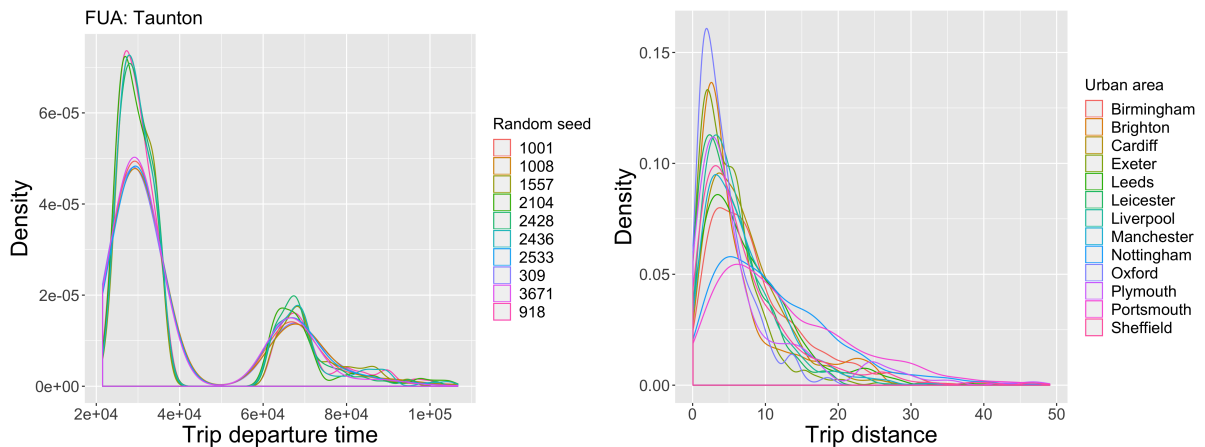 FUA: Taunton
Density
6e-05
4e-05
2e-05
0e+00
2e+04 4e+04 6e+04 8e+04 1e+05
Trip departure time
Random seed
1001
1008
1557
2104
2428
2436
2533
309
3671
918
Density
0.15
0.10
0.05
0.00
0 10 20 30 40 50
Trip distance
Urban area
Birmingham
Brighton
Cardiff
Exeter
Leeds
Leicester
Liverpool
Manchester
Nottingham
Oxford
Plymouth
Portsmouth
Sheffield